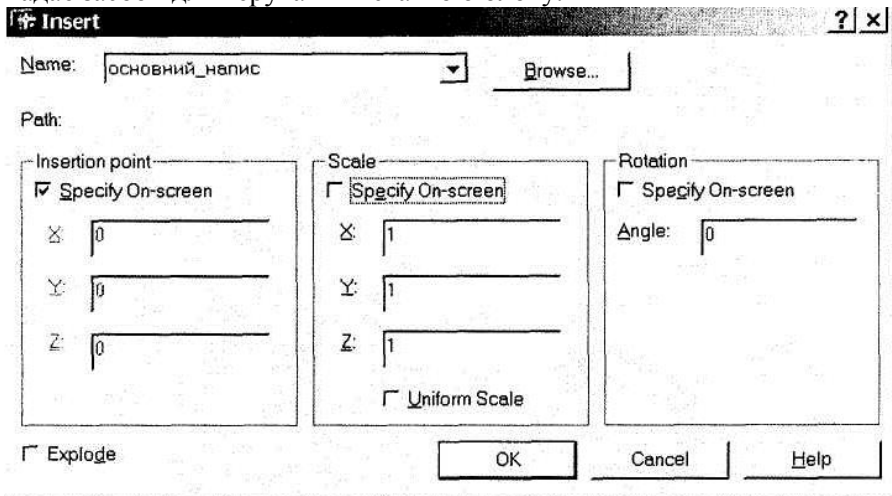 Insert
Name: основний_напис Browse...
Path:
Insertion point Scale Rotation
Specify On-screen Specify On-screen Specify On-screen
X: 0 X: 1 Angle: 0
Y: 0 Y: 1
Z: 0 Z: 1
Uniform Scale
Explode OK Cancel Help